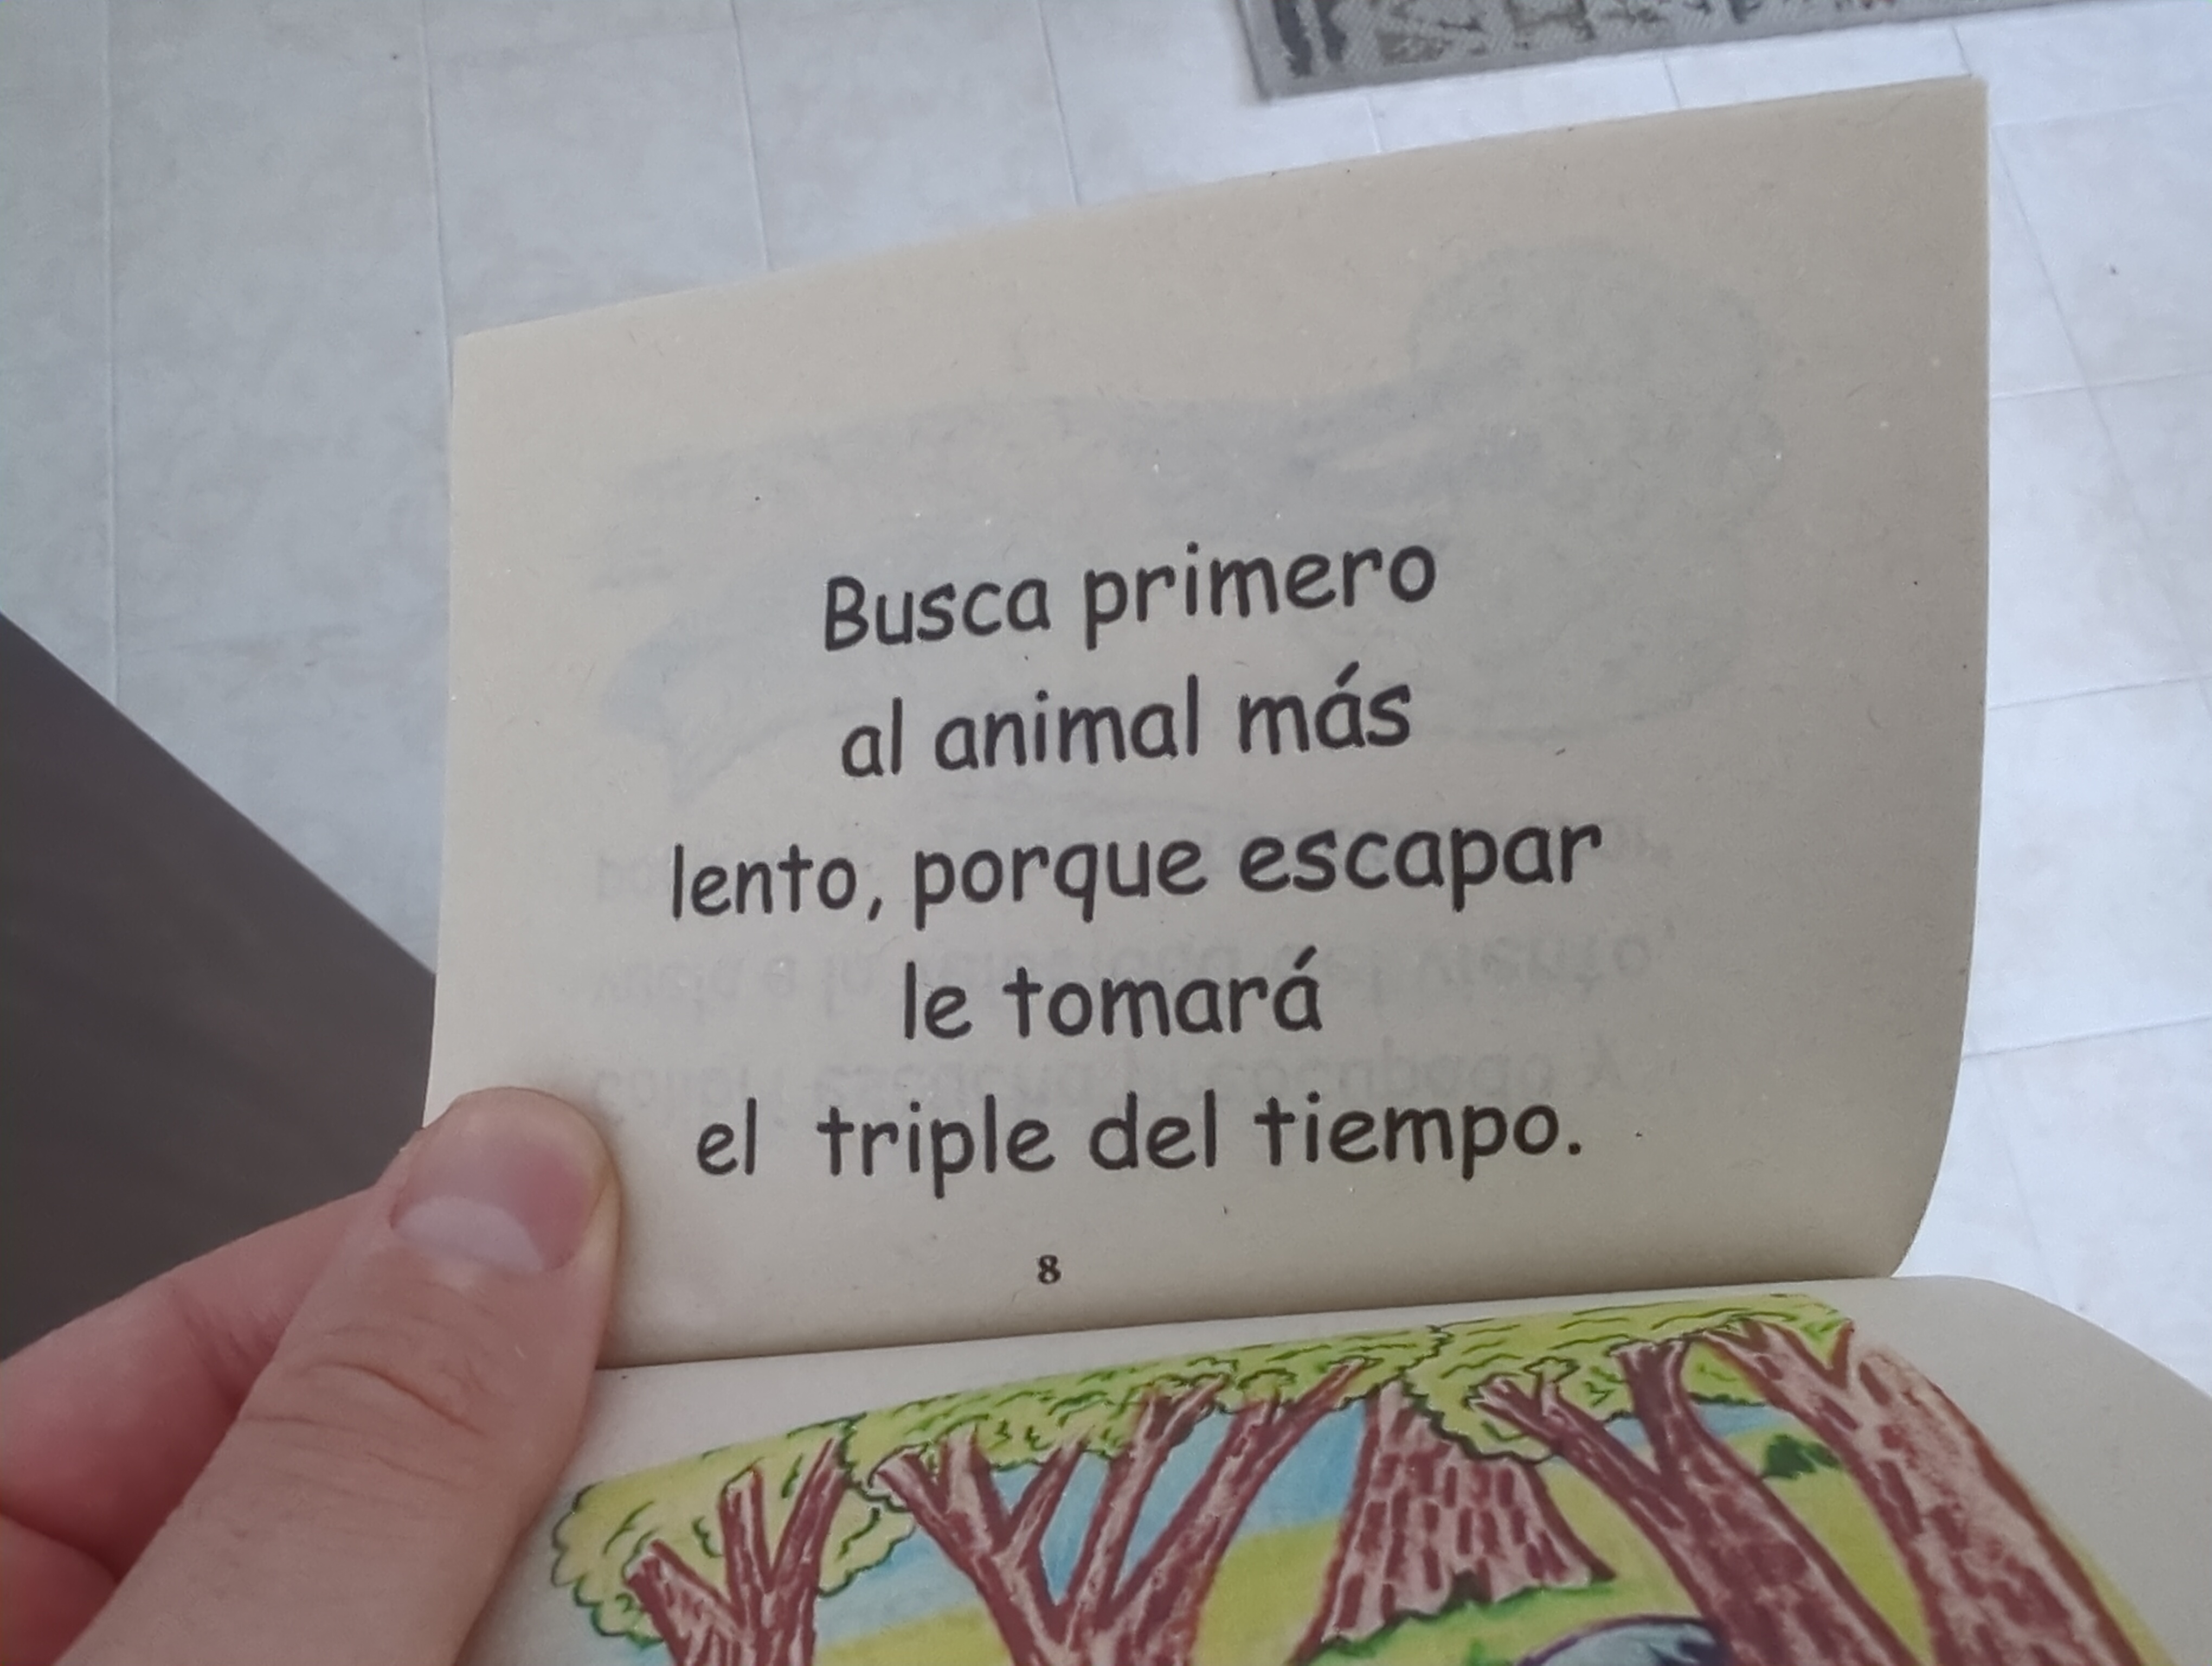 Busca primero
al animal más
lento, porque escapar
le tomará
el triple del tiempo.
8